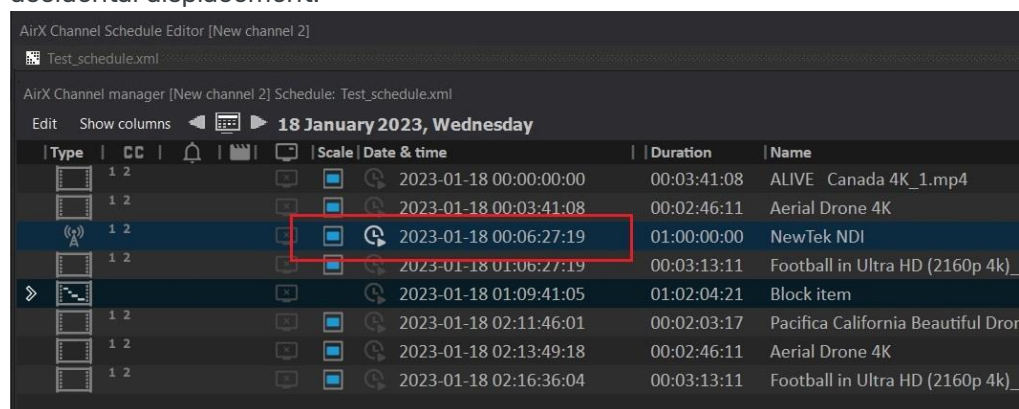 accidental displacement.
AirX Channel Schedule Editor [New channel 2]
Test_schedule.xml
AirX Channel manager [New channel 2] Schedule: Test_schedule.xml
Edit Show columns 18 January 2023, Wednesday
Type CC Scale Date & time Duration Name
1 2 2023-01-18 00:00:00:00 00:03:41:08 ALIVE Canada 4K_1.mp4
1 2 2023-01-18 00:03:41:08 00:02:46:11 Aerial Drone 4K
1 2 2023-01-18 00:06:27:19 01:00:00:00 NewTek NDI
1 2 2023-01-18 01:06:27:19 00:03:13:11 Football in Ultra HD (2160p 4k)_
2023-01-18 01:09:41:05 01:02:04:21 Block item
1 2 2023-01-18 02:11:46:01 00:02:03:17 Pacifica California Beautiful Dror
1 2 2023-01-18 02:13:49:18 00:02:46:11 Aerial Drone 4K
1 2 2023-01-18 02:16:36:04 00:03:13:11 Football in Ultra HD (2160p 4k)_